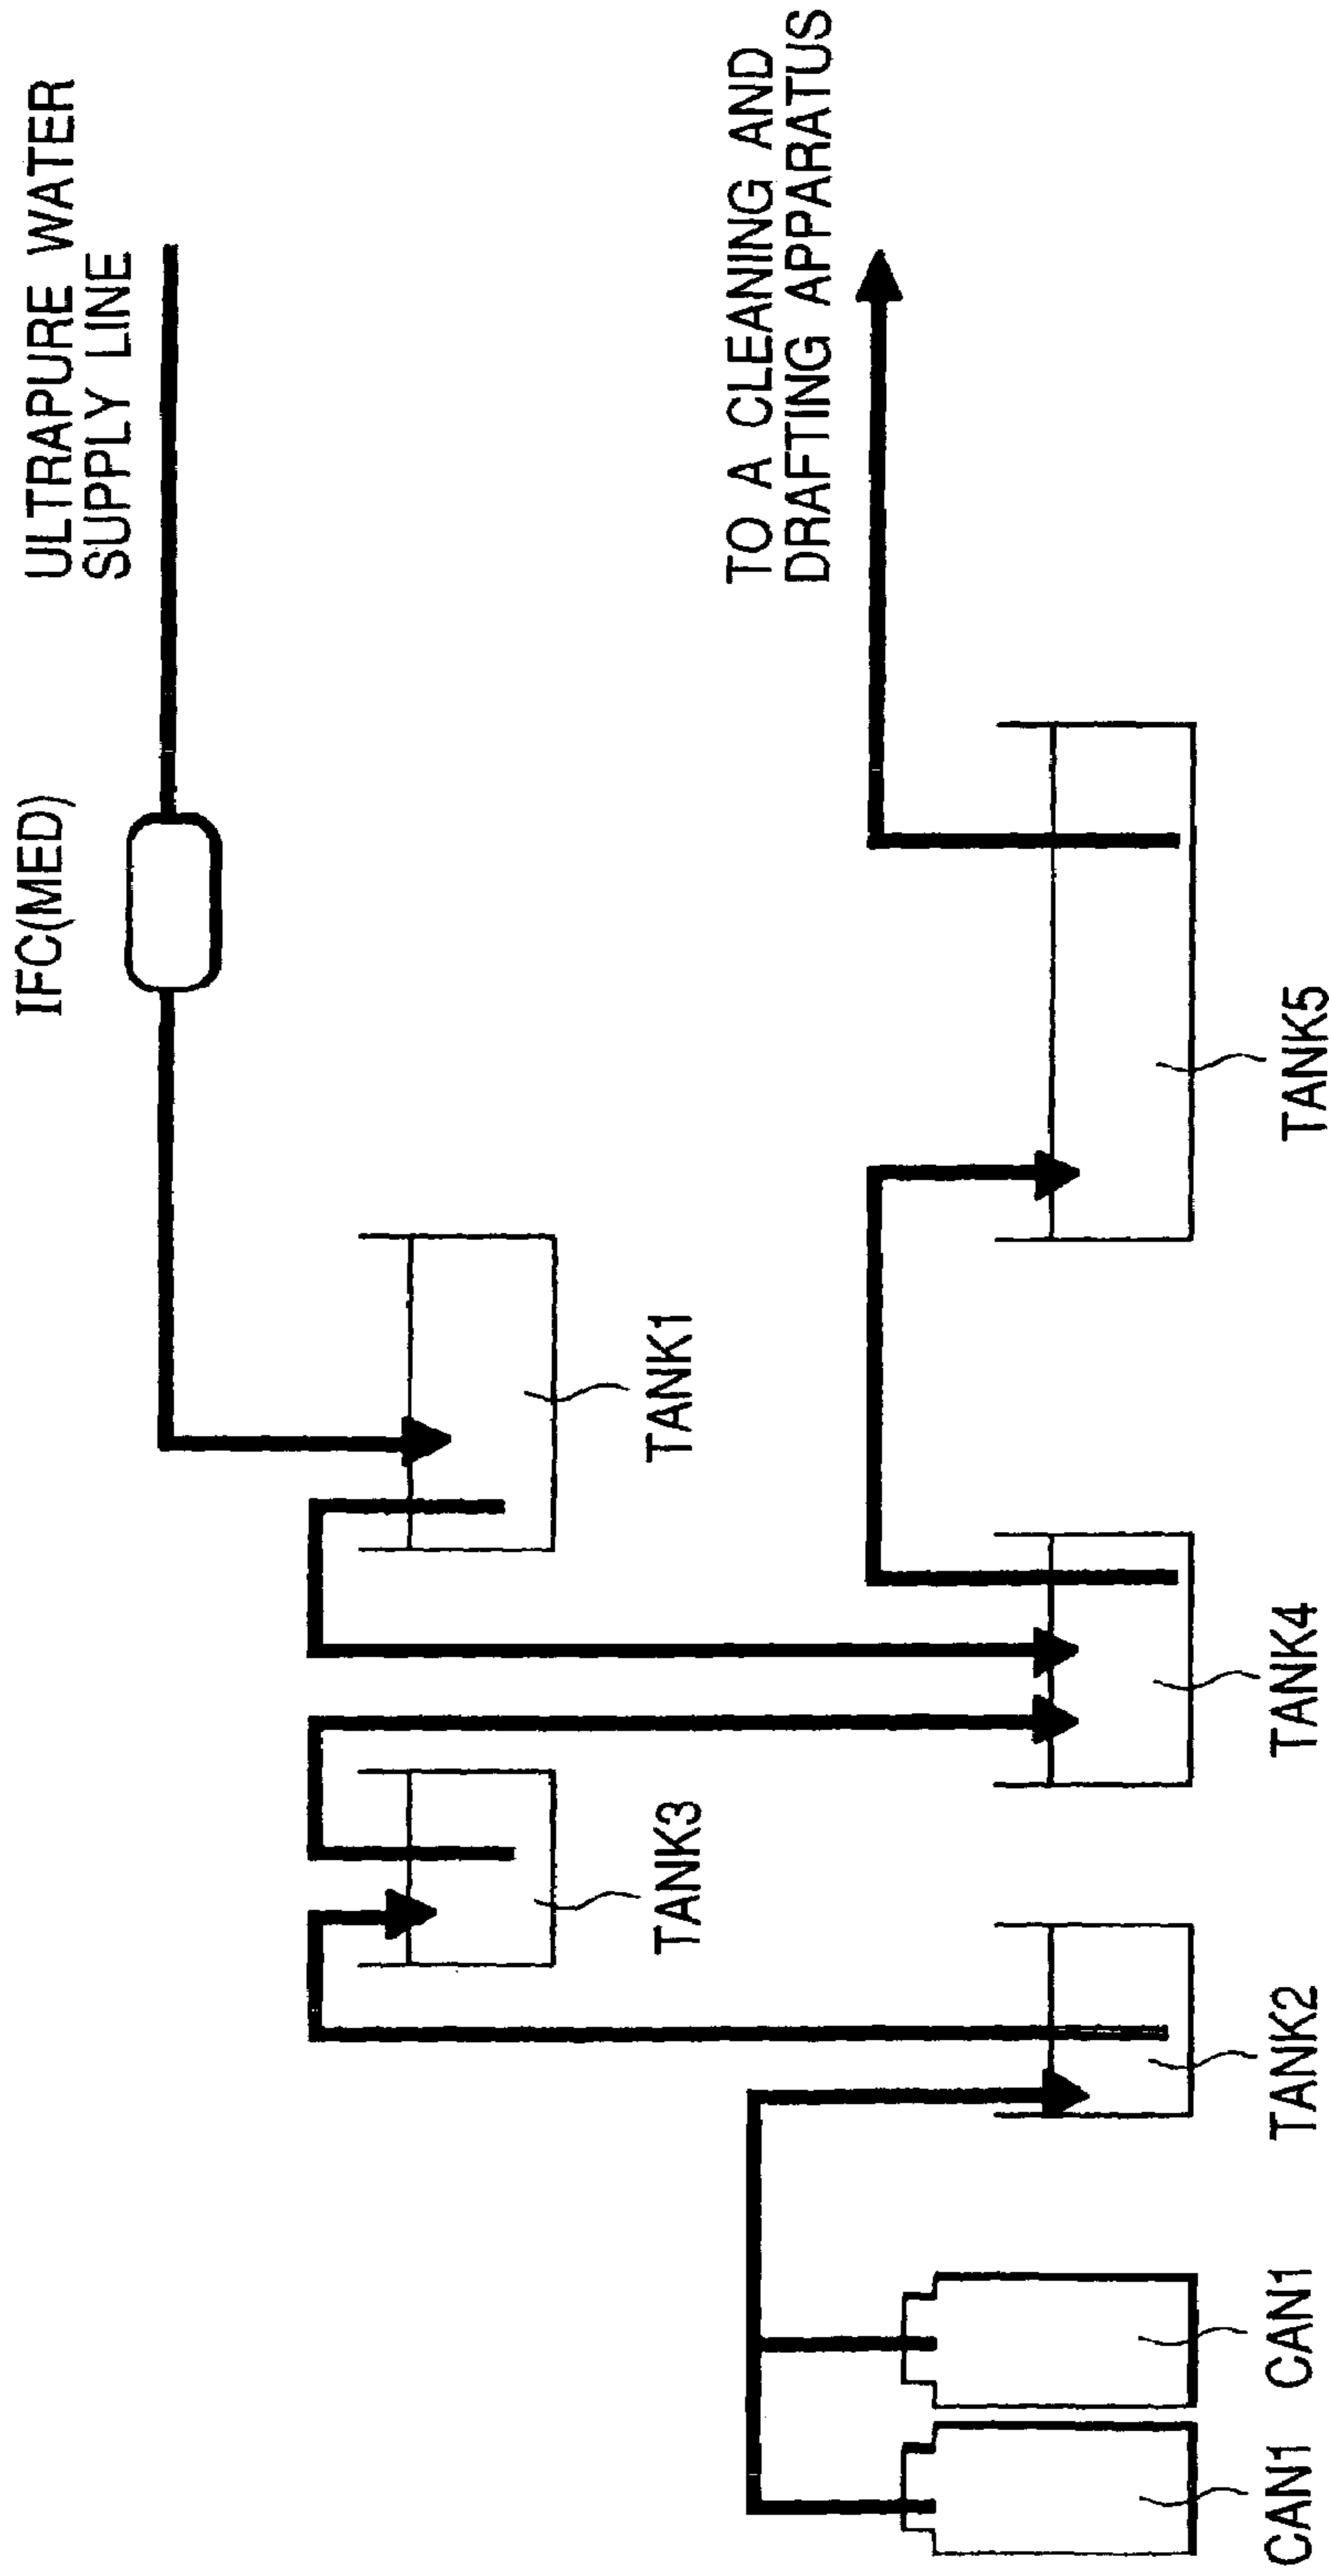 ULTRAPURE WATER
SUPPLY LINE
IFC(MED)
TO A CLEANING AND
DRAFTING APPARATUS
TANK1
TANK3
TANK5
TANK4
TANK2
CAN1
CAN1